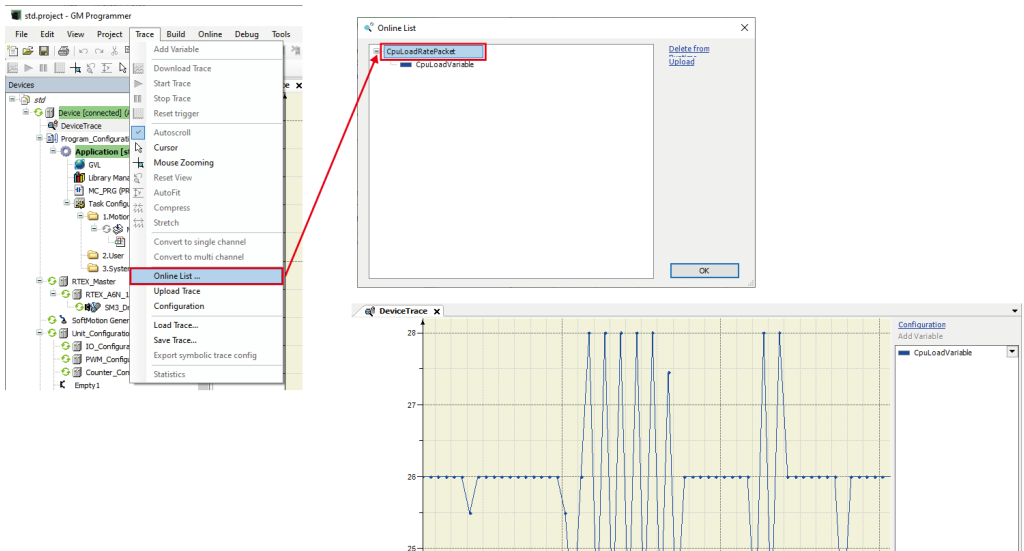 std.project - GM Programmer
File Edit View Project Trace Build Online Debug Tools
Devices
std
Device [connected] (
DeviceTrace
Program_Configurati
Application [s
GVL
Library Mana
MC_PRG (PR
Task Configu
1.Motion
2.User
3.System
RTEX_Master
RTEX_A6N_1
SM3_Dr
SoftMotion Gener
Unit_Configuratio
IO_Configura
PWM_Configu
Counter_Con
Empty1
Add Variable
Download Trace
Start Trace
Stop Trace
Reset trigger
Autoscroll
Cursor
Mouse Zooming
Reset View
AutoFit
Compress
Stretch
Convert to single channel
Convert to multi channel
Online List ...
Upload Trace
Configuration
Load Trace...
Save Trace...
Export symbolic trace config
Statistics
Online List
CpuLoadRatePacket
CpuLoadVariable
Delete from
Upload
OK
DeviceTrace
28
27
26
25
Configuration
Add Variable
CpuLoadVariable